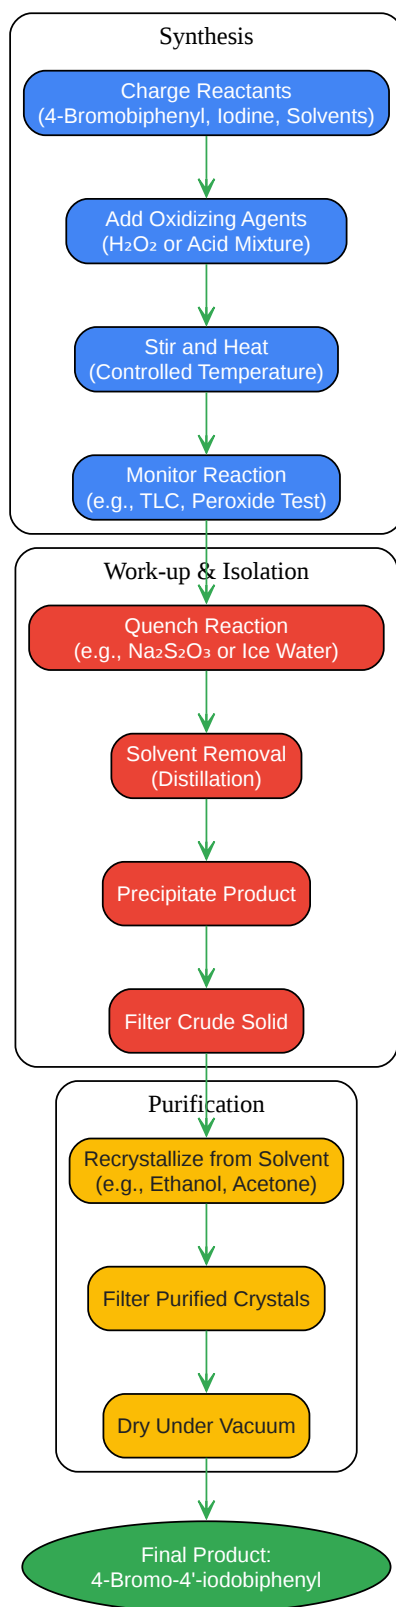 Synthesis
Charge Reactants
(4-Bromobiphenyl, Iodine, Solvents)
Add Oxidizing Agents
(H₂O₂ or Acid Mixture)
Stir and Heat
(Controlled Temperature)
Monitor Reaction
(e.g., TLC, Peroxide Test)
Work-up & Isolation
Quench Reaction
(e.g., Na₂S₂O₃ or Ice Water)
Solvent Removal
(Distillation)
Precipitate Product
Filter Crude Solid
Purification
Recrystallize from Solvent
(e.g., Ethanol, Acetone)
Filter Purified Crystals
Dry Under Vacuum
Final Product:
4-Bromo-4'-iodobiphenyl